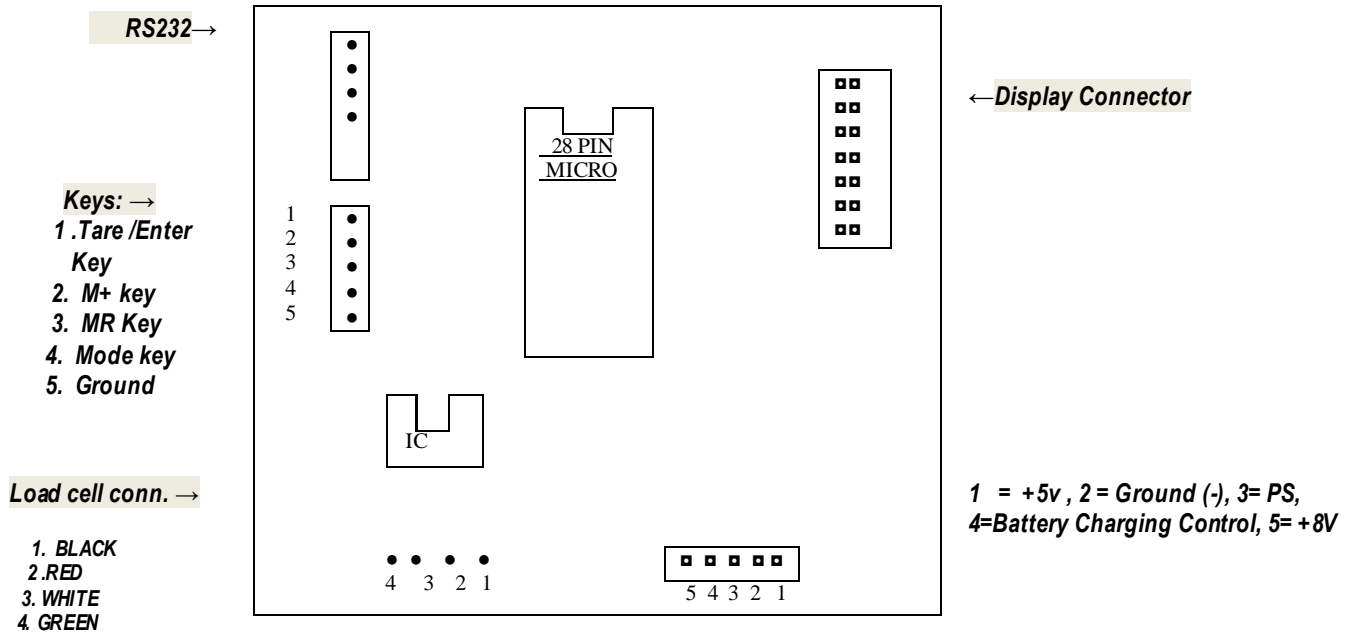 RS232→
←Display Connector
28 PIN
MICRO
Keys: →
1 .Tare /Enter
Key
2. M+ key
3. MR Key
4. Mode key
5. Ground
1
2
3
4
5
IC
Load cell conn. →
1. BLACK
2 .RED
3. WHITE
4. GREEN
4 3 2 1
5 4 3 2 1
1 = +5v , 2 = Ground (-), 3= PS,
4=Battery Charging Control, 5= +8V